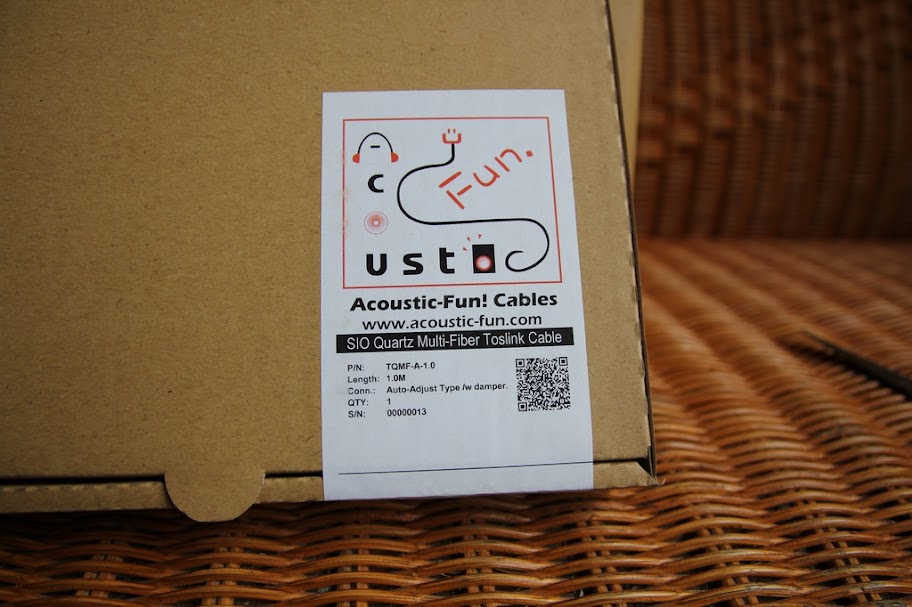 Acoustic
Fun.
Acoustic-Fun! Cables
www.acoustic-fun.com
SIO Quartz Multi-Fiber Toslink Cable
P/N: TQMF-A-1.0
Length: 1.0M
Conn.: Auto-Adjust Type /w damper.
QTY: 1
S/N: 00000013